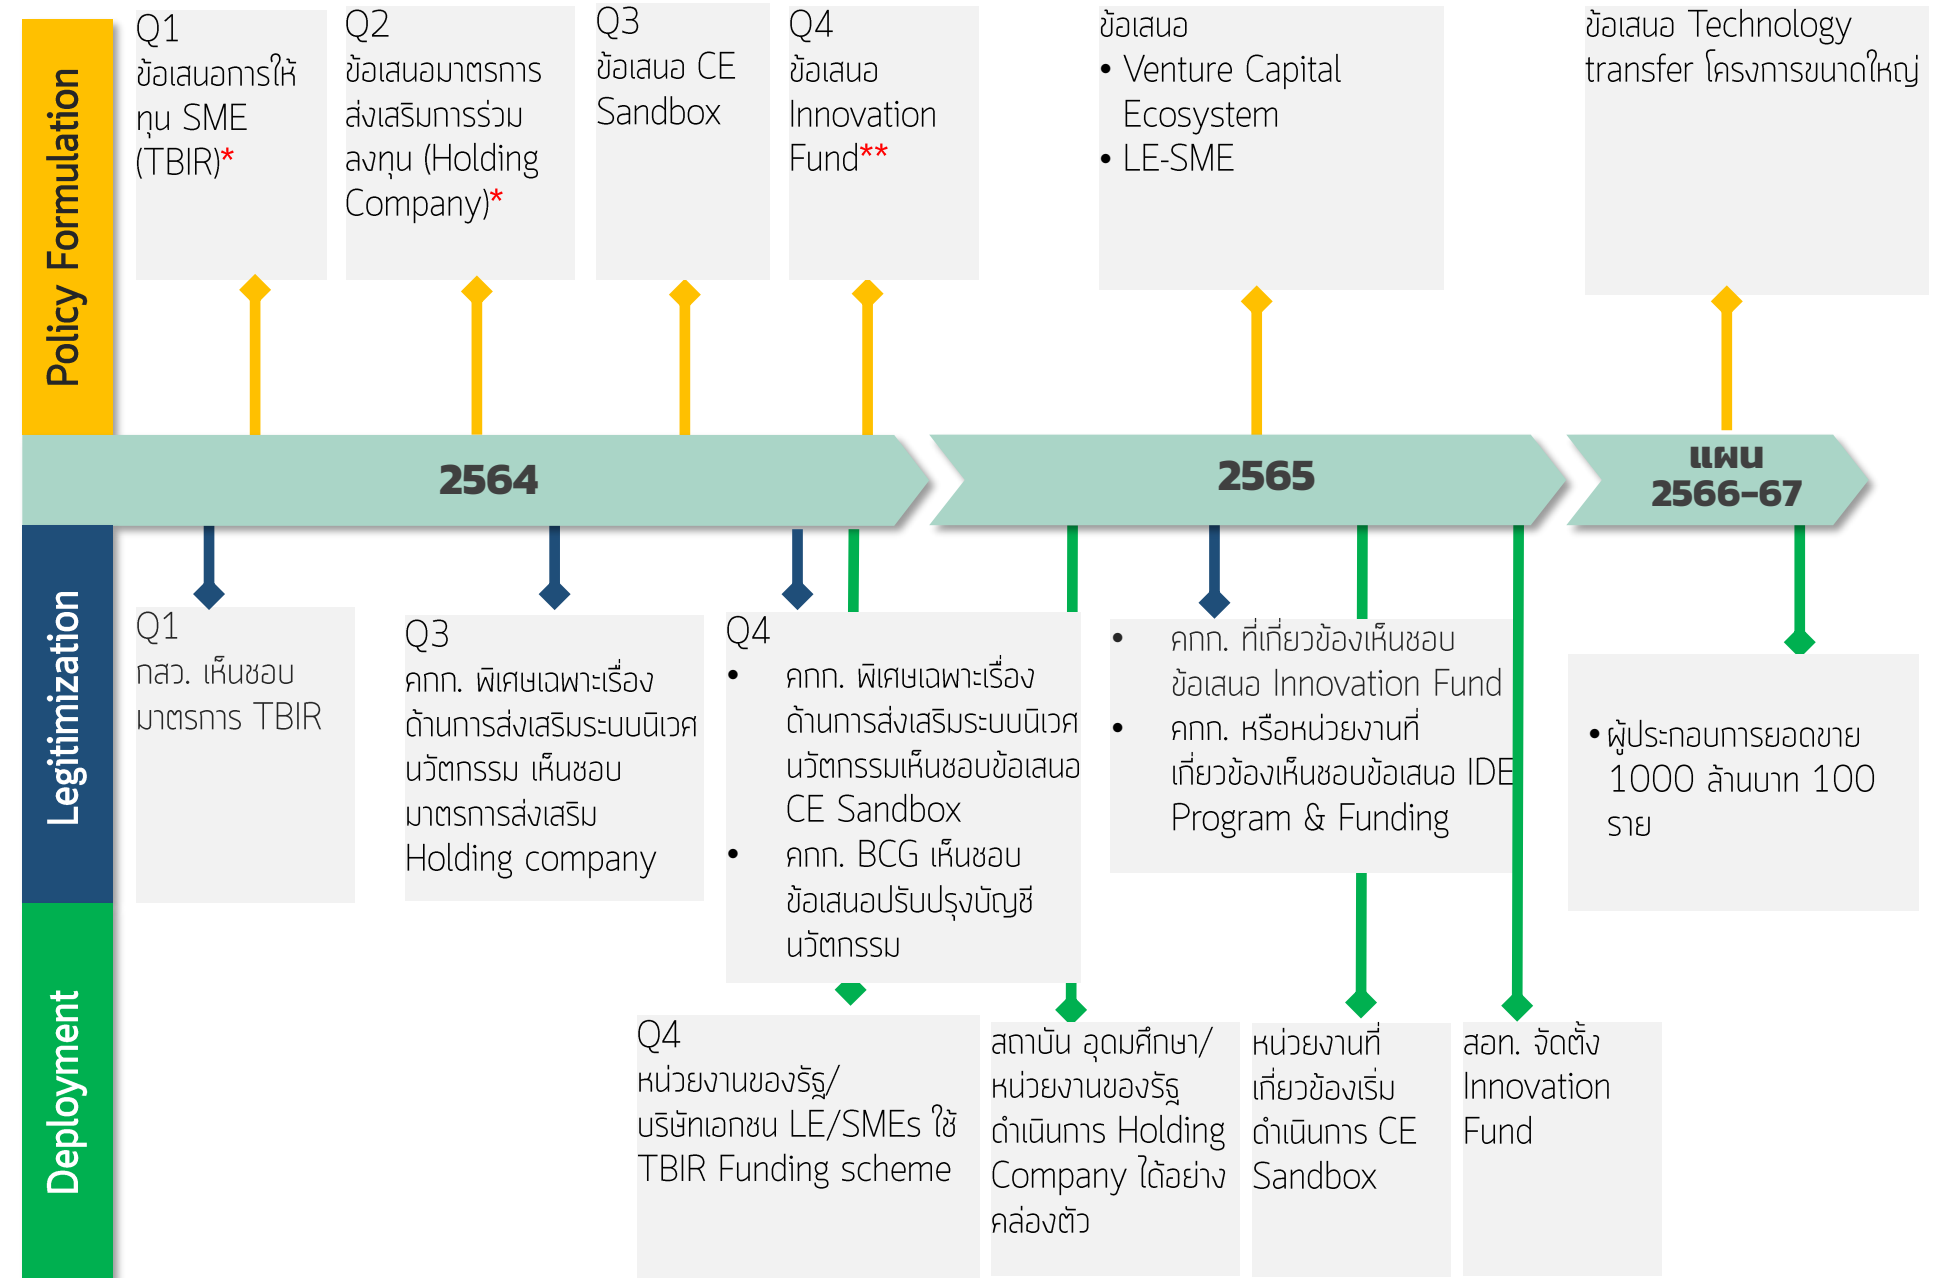 Policy Formulation
Q1
ข้อเสนอการให้
ทุน SME
(TBIR)*
Q2
ข้อเสนอมาตรการ
ส่งเสริมการร่วม
ลงทุน (Holding
Company)*
Q3
ข้อเสนอ CE
Sandbox
Q4
ข้อเสนอ
Innovation
Fund**
ข้อเสนอ
• Venture Capital
Ecosystem
• LE-SME
ข้อเสนอ Technology
transfer โครงการขนาดใหญ่
2564
2565
แผน
2566-67
Legitimization
Q1
กสว. เห็นชอบ
มาตรการ TBIR
Q3
คกก. พิเศษเฉพาะเรื่อง
ด้านการส่งเสริมระบบนิเวศ
นวัตกรรม เห็นชอบ
มาตรการส่งเสริม
Holding company
Q4
• คกก. พิเศษเฉพาะเรื่อง
ด้านการส่งเสริมระบบนิเวศ
นวัตกรรมเห็นชอบข้อเสนอ
CE Sandbox
• คกก. BCG เห็นชอบ
ข้อเสนอปรับปรุงบัญชี
นวัตกรรม
• คกก. ที่เกี่ยวข้องเห็นชอบ
ข้อเสนอ Innovation Fund
• คกก. หรือหน่วยงานที่
เกี่ยวข้องเห็นชอบข้อเสนอ IDE
Program & Funding
• ผู้ประกอบการยอดขาย
1000 ล้านบาท 100
ราย
Deployment
Q4
หน่วยงานของรัฐ/
บริษัทเอกชน LE/SMEs ใช้
TBIR Funding scheme
สถาบัน อุดมศึกษา/
หน่วยงานของรัฐ
ดำเนินการ Holding
Company ได้อย่าง
คล่องตัว
หน่วยงานที่
เกี่ยวข้องเริ่ม
ดำเนินการ CE
Sandbox
สอท. จัดตั้ง
Innovation
Fund